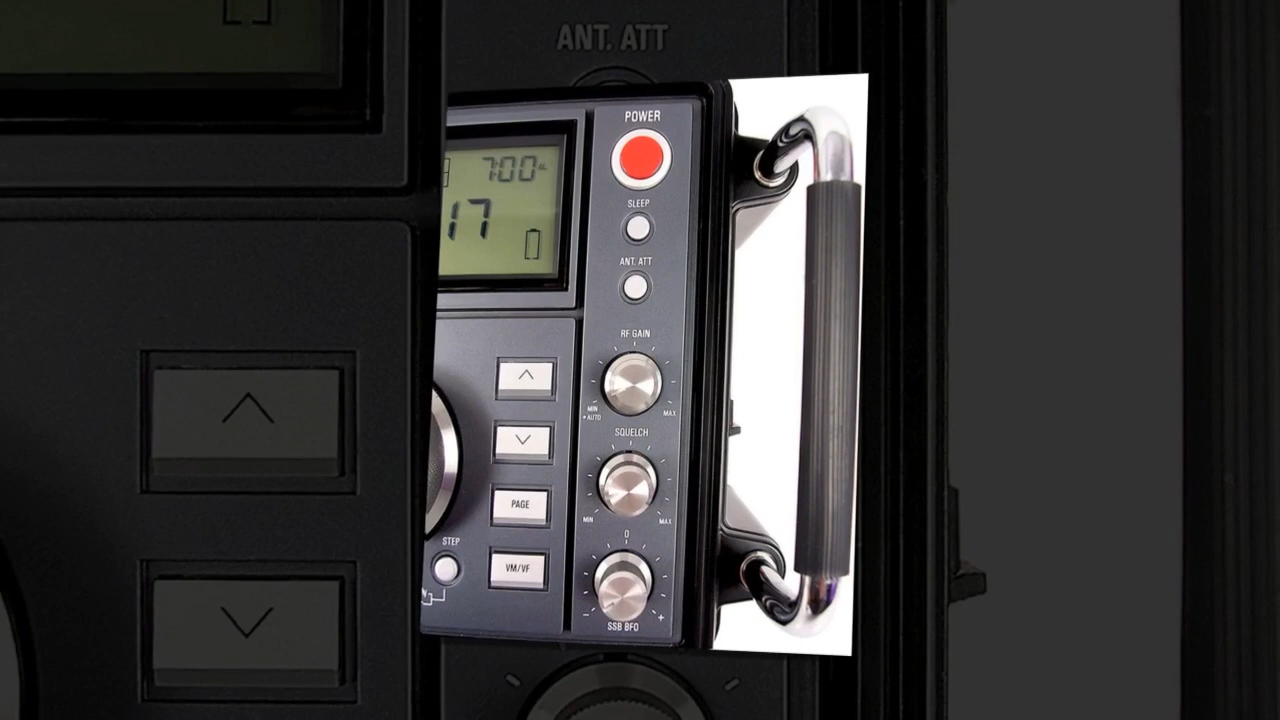 ANT. ATT
POWER
7:00
17
SLEEP
ANT. ATT
RF GAIN
MIN
•AUTO
MAX
SQUELCH
MIN
MAX
PAGE
0
STEP
VM/VF
- +
SSB BFO